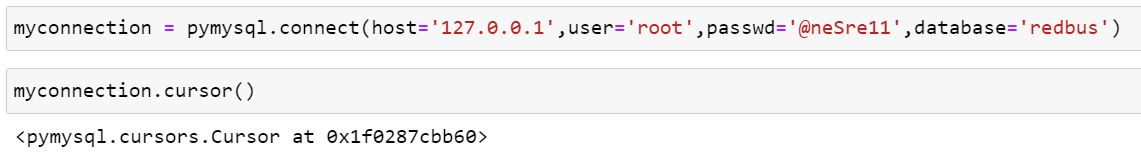 myconnection = pymysql.connect(host='127.0.0.1',user='root',passwd='@neSre11',database='redbus')
myconnection.cursor()
<pymysql.cursors.Cursor at 0x1f0287cbb60>